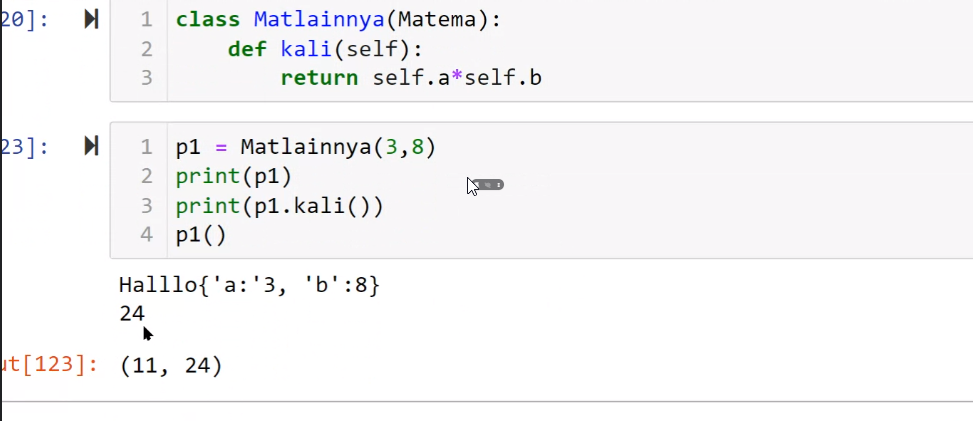 20]:
1 class Matlainnya(Matema):
2 def kali(self):
3 return self.a*self.b
23]:
1 p1 = Matlainnya(3,8)
2 print(p1)
3 print(p1.kali())
4 p1()
Halllo{'a:'3, 'b':8}
24
ut[123]: (11, 24)